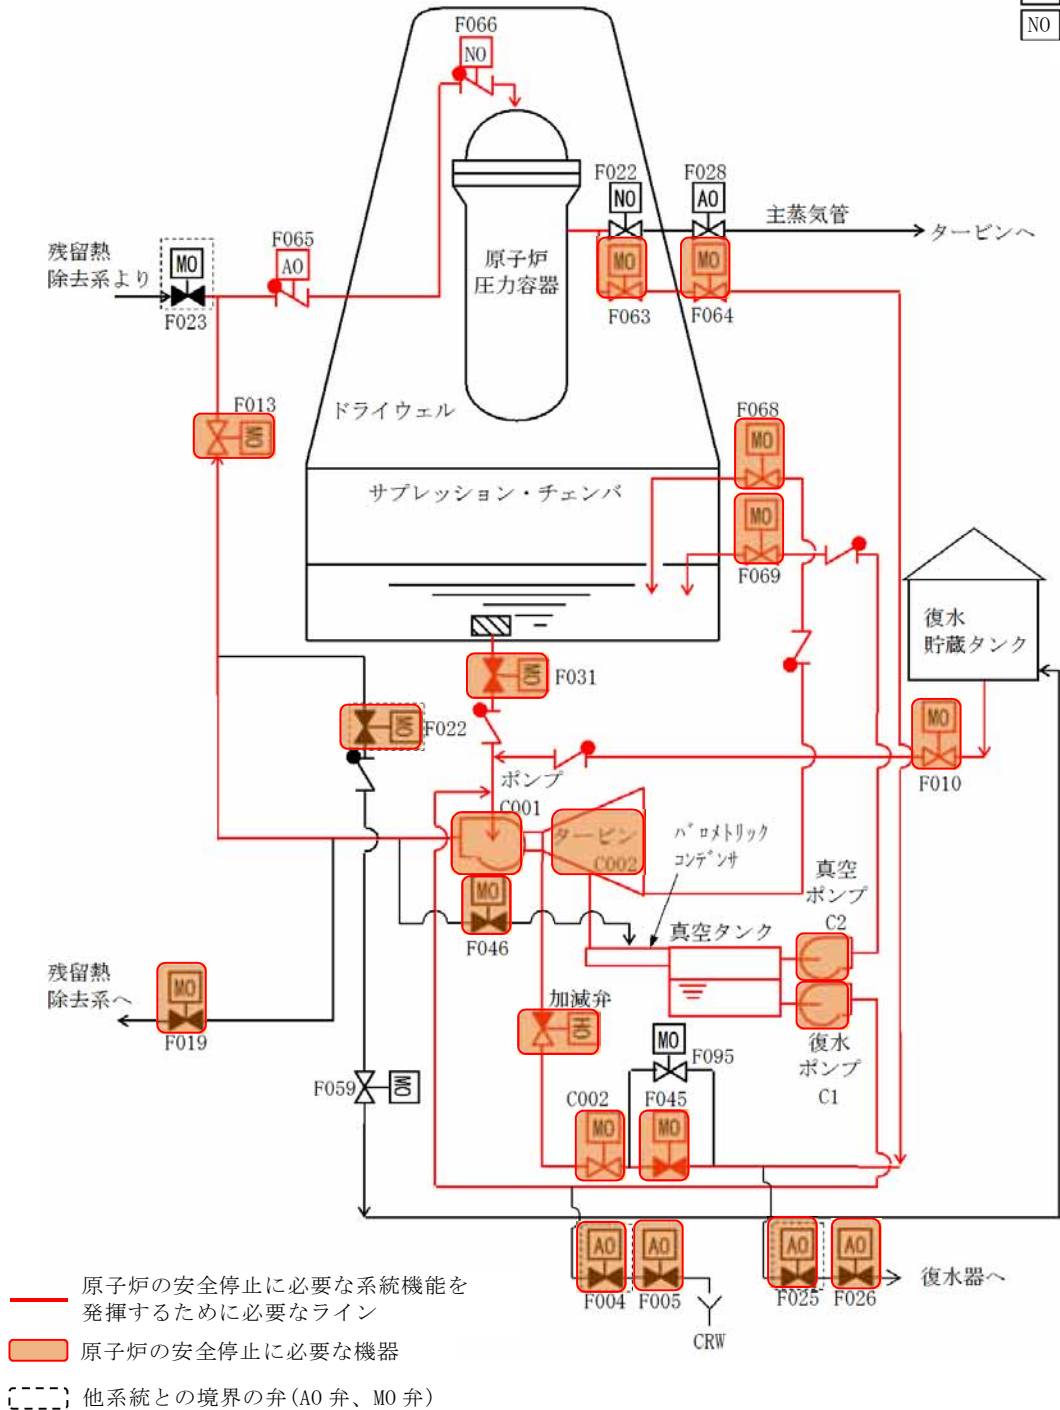 NO
F066
NO
F022
F028
NO
AO
主蒸気管
タービンへ
残留熱
除去系より
MO
F023
F065
AO
原子炉
圧力容器
MO
MO
F063
F064
F013
MO
ドライウェル
F068
MO
サプレッション・チェンバ
MO
F069
復水
貯蔵タンク
MO
F031
MO
F022
MO
F010
ポンプ
C001
タービン
C002
バロメトリック
コンデンサ
真空
ポンプ
C2
MO
F046
真空タンク
残留熱
除去系へ
MO
F019
加減弁
HO
MO
F095
復水
ポンプ
C1
F059
MO
C002
F045
MO
MO
AO
AO
F004
F005
CRW
AO
AO
F025
F026
復水器へ
原子炉の安全停止に必要な系統機能を
発揮するために必要なライン
原子炉の安全停止に必要な機器
他系統との境界の弁(AO弁、MO弁)